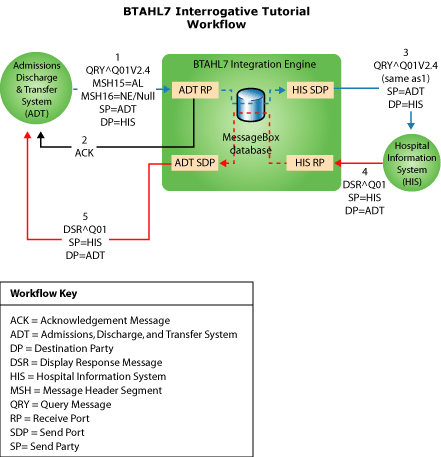 BTAHL7 Interrogative Tutorial
Workflow
Admissions
Discharge
& Transfer
System
(ADT)
1
QRY^Q01V2.4
MSH15=AL
MSH16=NE/Null
SP=ADT
DP=HIS
2
ACK
BTAHL7 Integration Engine
ADT RP
HIS SDP
MessageBox
database
ADT SDP
HIS RP
3
QRY^Q01V2.4
(same as1)
SP=ADT
DP=HIS
Hospital
Information
System
(HIS)
4
DSR^Q01
SP=HIS
DP=ADT
5
DSR^Q01
SP=HIS
DP=ADT
Workflow Key
ACK = Acknowledgement Message
ADT = Admissions, Discharge, and Transfer System
DP = Destination Party
DSR = Display Response Message
HIS = Hospital Information System
MSH = Message Header Segment
QRY = Query Message
RP = Receive Port
SDP = Send Port
SP= Send Party